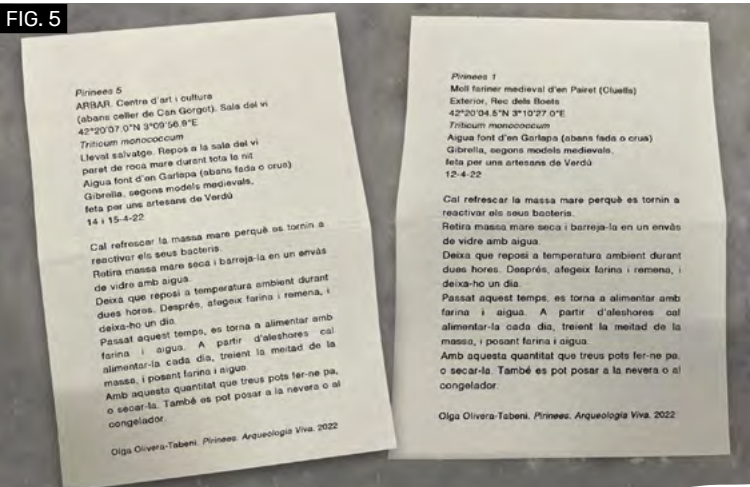 FIG. 5
Pirinees 5
ARBAR. Centre d'art i cultura
(abans celler de Can Gorgot). Sala del vi
42°20'07.0"N 3°09'56.9"E
Triticum monococcum
Llevat salvatge. Repos a la sala del vi
paret de roca mare durant tota la nit
Aigua font d'en Garlapa (abans fada o crua)
Gibrella, segons models medievals,
feta per uns artesans de Verdú
14 i 15-4-22
Cal refrescar la massa mare perquè es tornin a
reactivar els seus bacteris.
Retira massa mare seca i barreja-la en un envàs
de vidre amb aigua.
Deixa que reposi a temperatura ambient durant
dues hores. Després, afegeix farina i remena, i
deixa-ho un dia.
Passat aquest temps, es torna a alimentar amb
farina i aigua. A partir d'aleshores cal
alimentar-la cada dia, treient la meitat de la
massa, i posant farina i aigua.
Amb aquesta quantitat que treus pots fer-ne pa,
o secar-la. També es pot posar a la nevera o al
congelador.
Olga Olivera-Tabeni. Pirinees. Arqueologia Viva. 2022
Pirinees 1
Molí fariner medieval d'en Pairet (Cluells)
Exterior, Rec dels Boets
42°20'04.5"N 3°10'27.0"E
Triticum monococcum
Aigua font d'en Garlapa (abans fada o crua)
Gibrella, segons models medievals,
feta per uns artesans de Verdú
12-4-22
Cal refrescar la massa mare perquè es tornin a
reactivar els seus bacteris.
Retira massa mare seca i barreja-la en un envàs
de vidre amb aigua.
Deixa que reposi a temperatura ambient durant
dues hores. Després, afegeix farina i remena, i
deixa-ho un dia.
Passat aquest temps, es torna a alimentar amb
farina i aigua. A partir d'aleshores cal
alimentar-la cada dia, treient la meitat de la
massa, i posant farina i aigua.
Amb aquesta quantitat que treus pots fer-ne pa,
o secar-la. També es pot posar a la nevera o al
congelador.
Olga Olivera-Tabeni. Pirinees. Arqueologia Viva. 2022